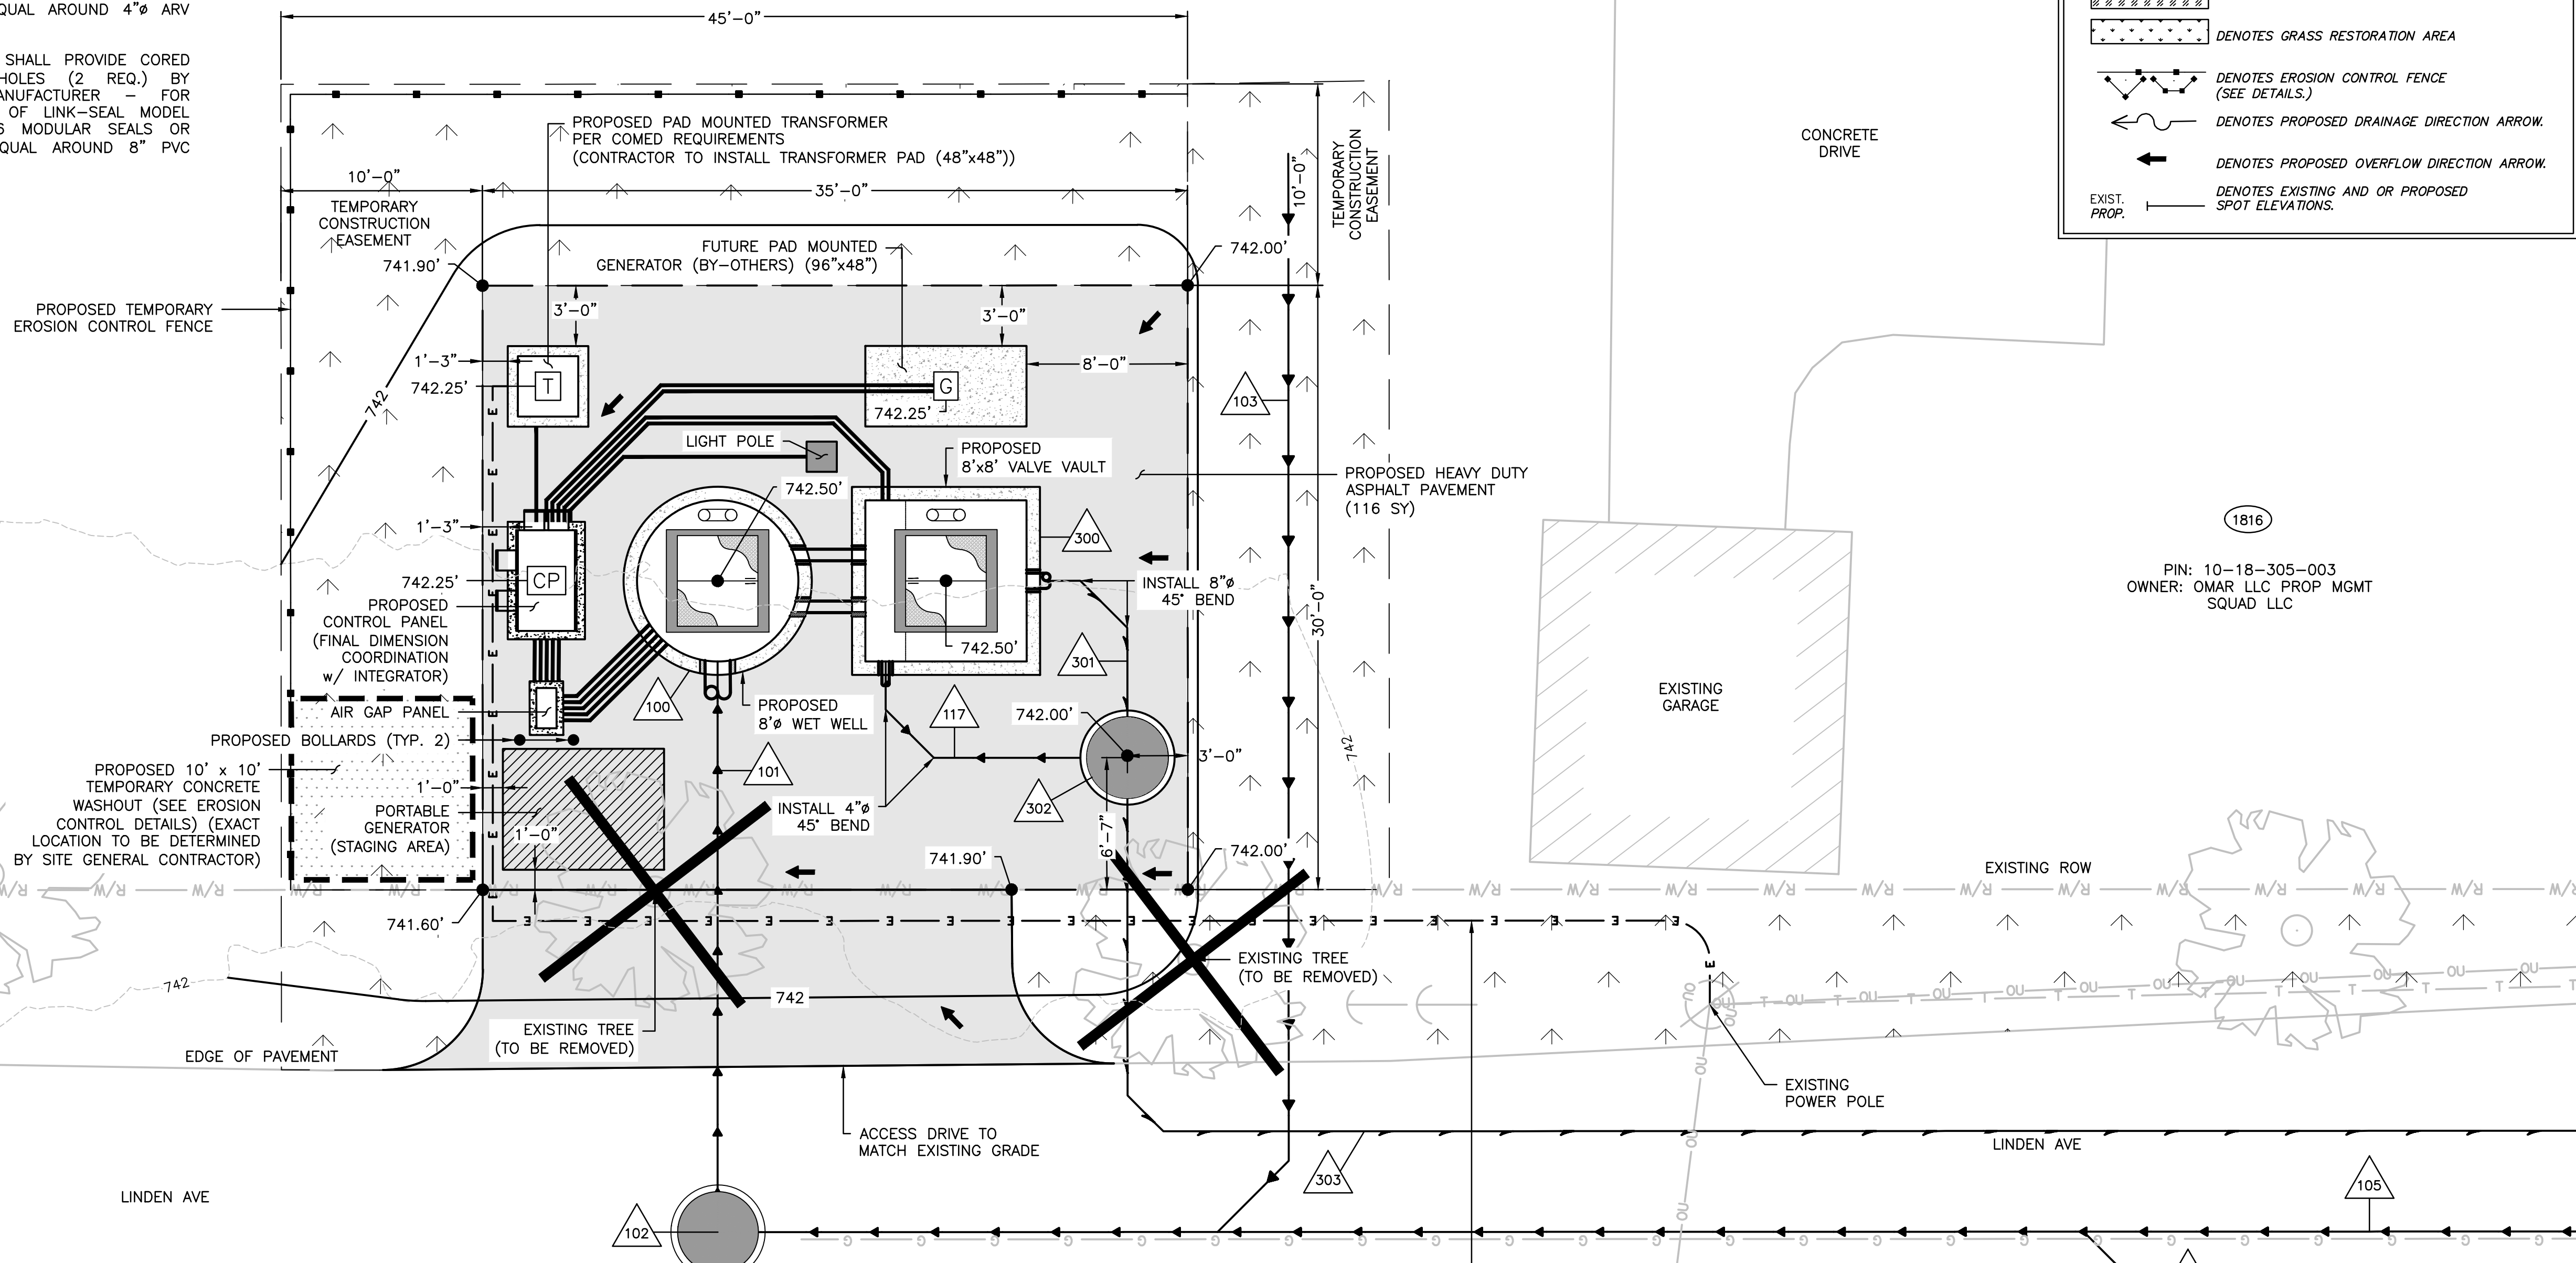 QUAL AROUND 4"ø ARV
SHALL PROVIDE CORED
HOLES (2 REQ.) BY
ANUFACTURER – FOR
OF LINK–SEAL MODEL
6 MODULAR SEALS OR
QUAL AROUND 8" PVC
45'–0"
DENOTES GRASS RESTORATION AREA
DENOTES EROSION CONTROL FENCE
(SEE DETAILS.)
DENOTES PROPOSED DRAINAGE DIRECTION ARROW.
DENOTES PROPOSED OVERFLOW DIRECTION ARROW.
EXIST.
PROP.
DENOTES EXISTING AND OR PROPOSED
SPOT ELEVATIONS.
PROPOSED PAD MOUNTED TRANSFORMER
PER COMED REQUIREMENTS
(CONTRACTOR TO INSTALL TRANSFORMER PAD (48"x48"))
10'–0"
35'–0"
10'–0"
TEMPORARY
CONSTRUCTION
EASEMENT
TEMPORARY
CONSTRUCTION
EASEMENT
CONCRETE
DRIVE
FUTURE PAD MOUNTED
GENERATOR (BY–OTHERS) (96"x48")
741.90'
742.00'
PROPOSED TEMPORARY
EROSION CONTROL FENCE
3'–0"
3'–0"
1'–3"
8'–0"
742.25'
T
G
742.25'
742
103
LIGHT POLE
PROPOSED
8'x8' VALVE VAULT
PROPOSED HEAVY DUTY
ASPHALT PAVEMENT
(116 SY)
742.50'
1'–3"
300
1816
PIN: 10–18–305–003
OWNER: OMAR LLC PROP MGMT
SQUAD LLC
742.25'
CP
INSTALL 8"ø
45° BEND
30'–0"
PROPOSED
CONTROL PANEL
(FINAL DIMENSION
COORDINATION
w/ INTEGRATOR)
742.50'
301
EXISTING
GARAGE
100
PROPOSED
8'ø WET WELL
117
742.00'
AIR GAP PANEL
PROPOSED BOLLARDS (TYP. 2)
742
3'–0"
101
302
PROPOSED 10' x 10'
TEMPORARY CONCRETE
WASHOUT (SEE EROSION
CONTROL DETAILS) (EXACT
LOCATION TO BE DETERMINED
BY SITE GENERAL CONTRACTOR)
1'–0"
PORTABLE
GENERATOR
(STAGING AREA)
1'–0"
INSTALL 4"ø
45° BEND
6'–7"
741.90'
742.00'
EXISTING ROW
R/W R/W R/W R/W R/W R/W R/W R/W R/W R/W R/W R/W R/W R/W R/W R/W
741.60'
E E E E E E E E E E E E E E E E E E E E
EXISTING TREE
(TO BE REMOVED)
742
742
EXISTING TREE
(TO BE REMOVED)
OU T OU T OU T OU T OU T OU T OU
EDGE OF PAVEMENT
EXISTING
POWER POLE
ACCESS DRIVE TO
MATCH EXISTING GRADE
LINDEN AVE
LINDEN AVE
303
105
102
G G G G G G G G G G G G G G G G G G G G G G G G